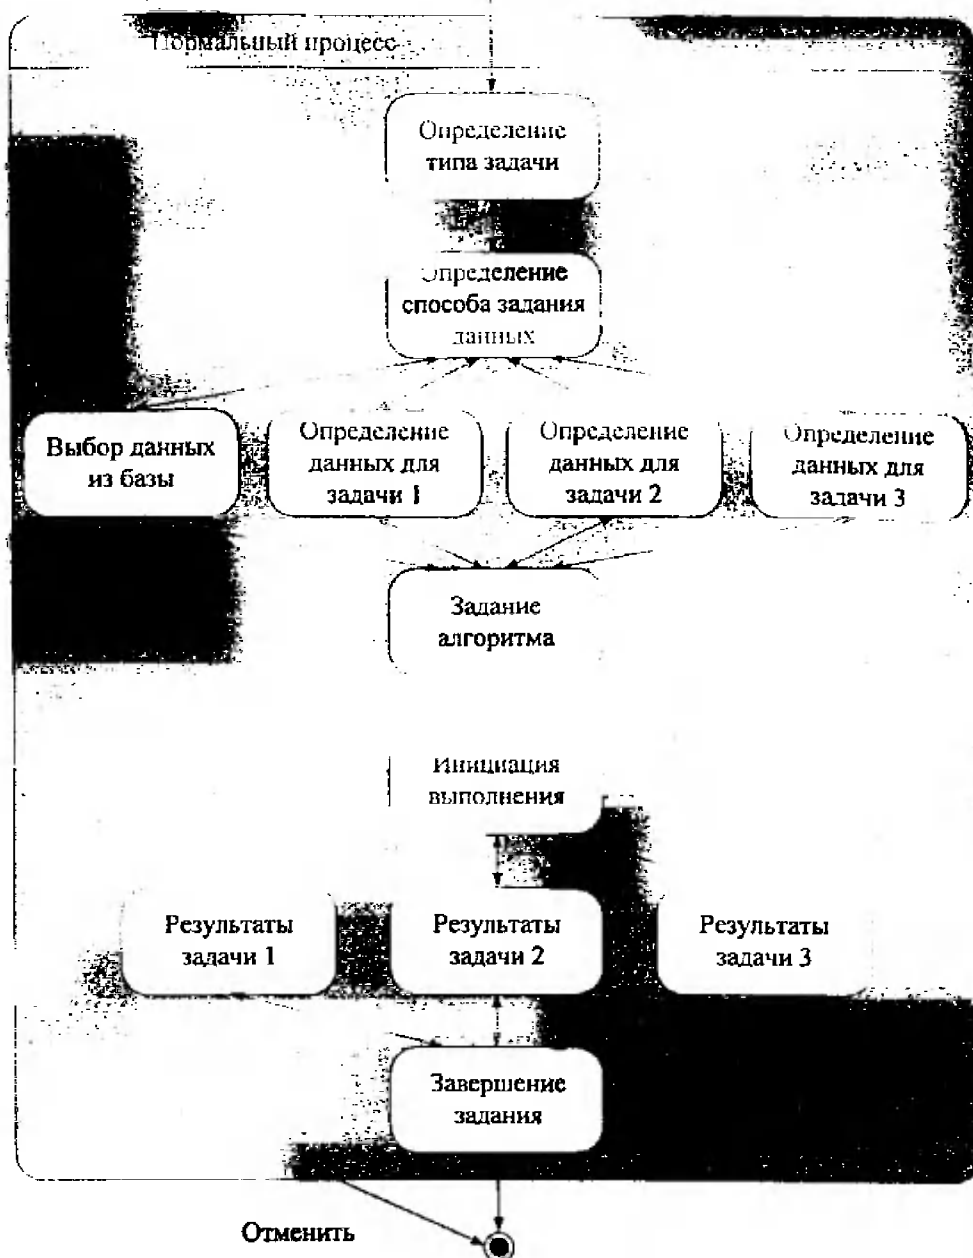 Нормальный процесс
Определение
типа задачи
Определение
способа задания
данных
Выбор данных
из базы
Определение
данных для
задачи 1
Определение
данных для
задачи 2
Определение
данных для
задачи 3
Задание
алгоритма
Инициация
выполнения
Результаты
задачи 1
Результаты
задачи 2
Результаты
задачи 3
Завершение
задания
Отменить